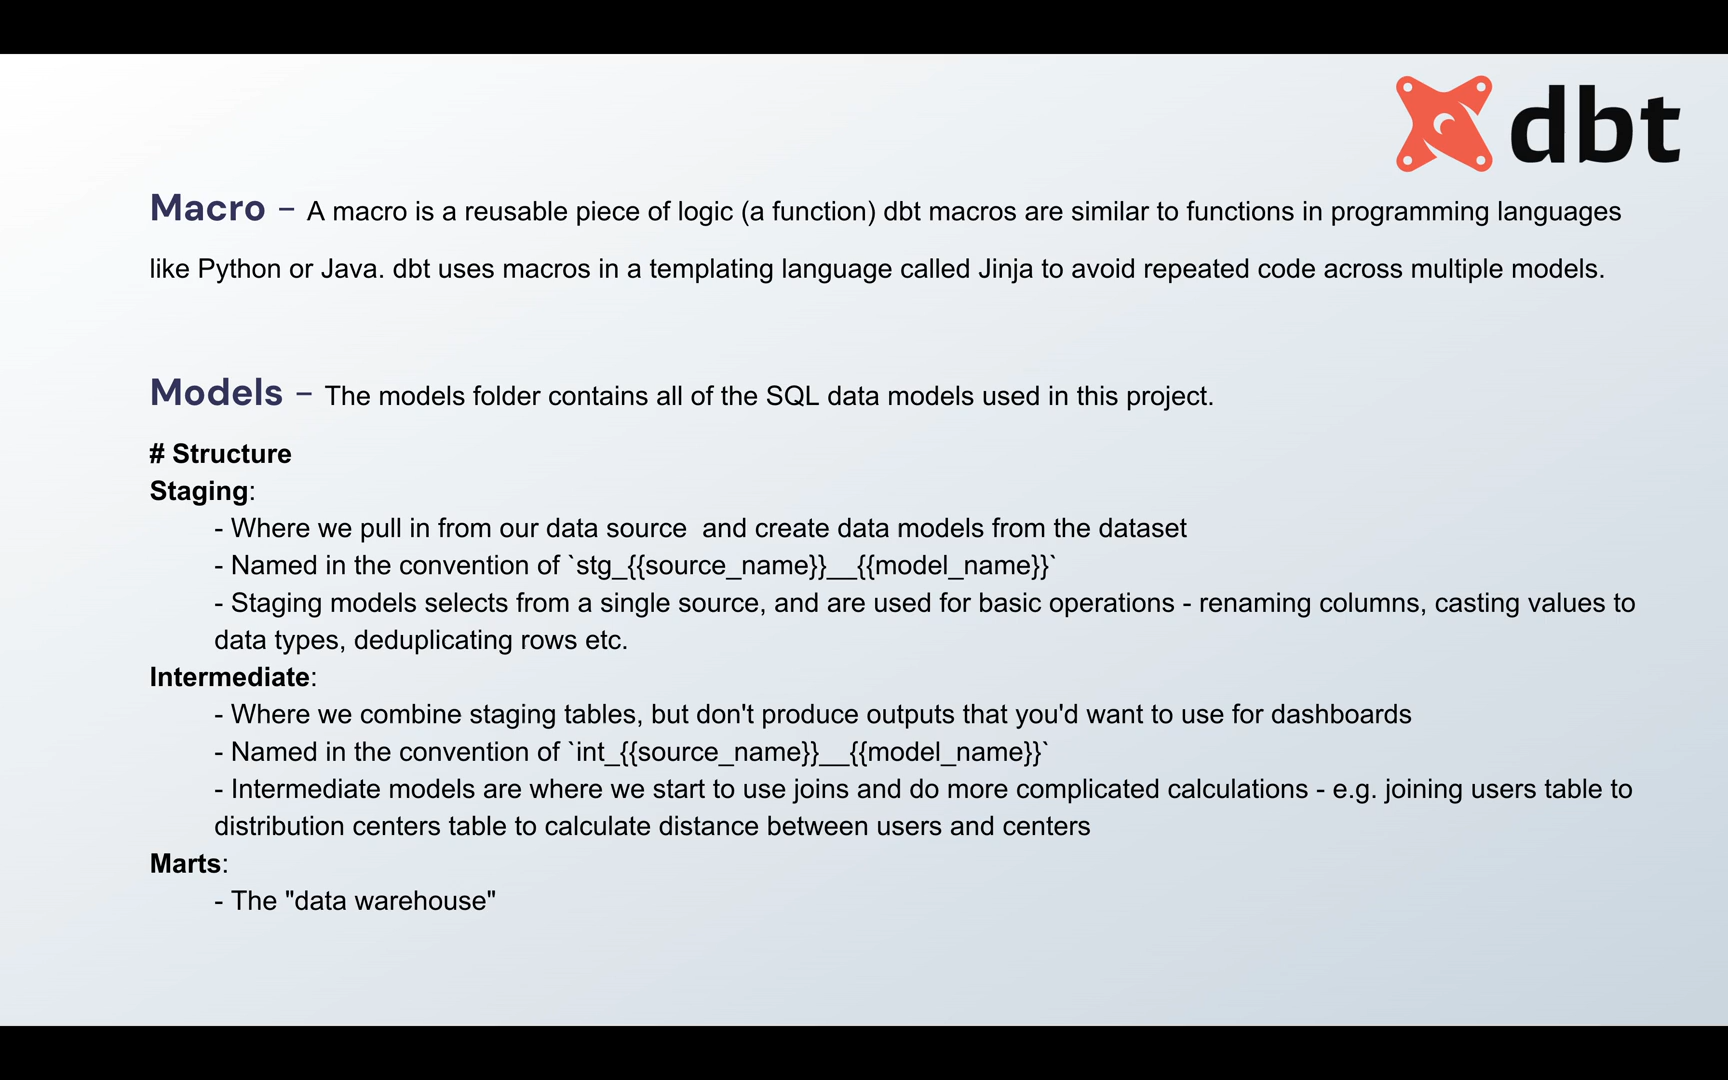 dbt
Macro – A macro is a reusable piece of logic (a function) dbt macros are similar to functions in programming languages
like Python or Java. dbt uses macros in a templating language called Jinja to avoid repeated code across multiple models.
Models – The models folder contains all of the SQL data models used in this project.
# Structure
Staging:
- Where we pull in from our data source  and create data models from the dataset
- Named in the convention of `stg_{{source_name}}__{{model_name}}`
- Staging models selects from a single source, and are used for basic operations - renaming columns, casting values to
data types, deduplicating rows etc.
Intermediate:
- Where we combine staging tables, but don't produce outputs that you'd want to use for dashboards
- Named in the convention of `int_{{source_name}}__{{model_name}}`
- Intermediate models are where we start to use joins and do more complicated calculations - e.g. joining users table to
distribution centers table to calculate distance between users and centers
Marts:
- The "data warehouse"